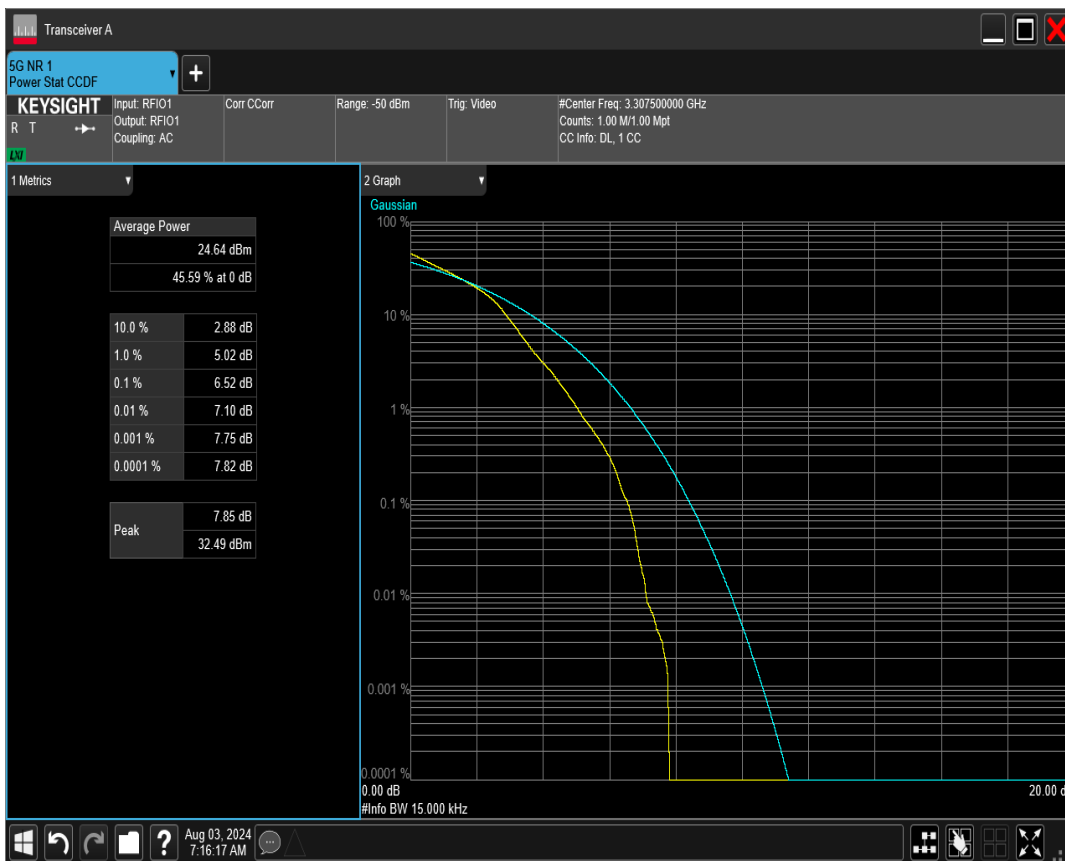 Transceiver A
5G NR 1
Power Stat CCDF
+
KEYSIGHT
R T
LXI
Input: RFIO1
Output: RFIO1
Coupling: AC
Corr CCorr
Range: -50 dBm
Trig: Video
#Center Freq: 3.307500000 GHz
Counts: 1.00 M/1.00 Mpt
CC Info: DL, 1 CC
1 Metrics
Average Power
24.64 dBm
45.59 % at 0 dB
10.0 % 2.88 dB
1.0 % 5.02 dB
0.1 % 6.52 dB
0.01 % 7.10 dB
0.001 % 7.75 dB
0.0001 % 7.82 dB
Peak
7.85 dB
32.49 dBm
2 Graph
Gaussian
100 %
10 %
1 %
0.1 %
0.01 %
0.001 %
0.0001 %
0.00 dB
20.00 d
#Info BW 15.000 kHz
?
Aug 03, 2024
7:16:17 AM